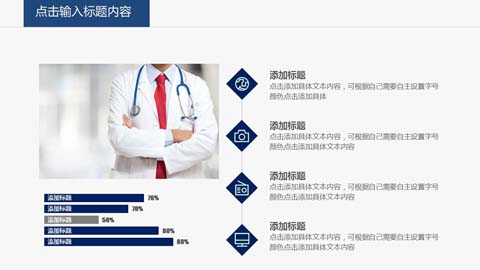 点击输入标题内容
添加标题
点击添加具体文本内容，可根据自己需要自主设置字号
颜色点击添加具体
添加标题
点击添加具体文本内容，可根据自己需要自主设置字号
颜色点击添加具体文本内容
添加标题
点击添加具体文本内容，可根据自己需要自主设置字号
颜色点击添加具体文本内容
添加标题
点击添加具体文本内容，可根据自己需要自主设置字号
颜色点击添加具体文本内容
添加标题 76%
添加标题 70%
添加标题 50%
添加标题 80%
添加标题 88%